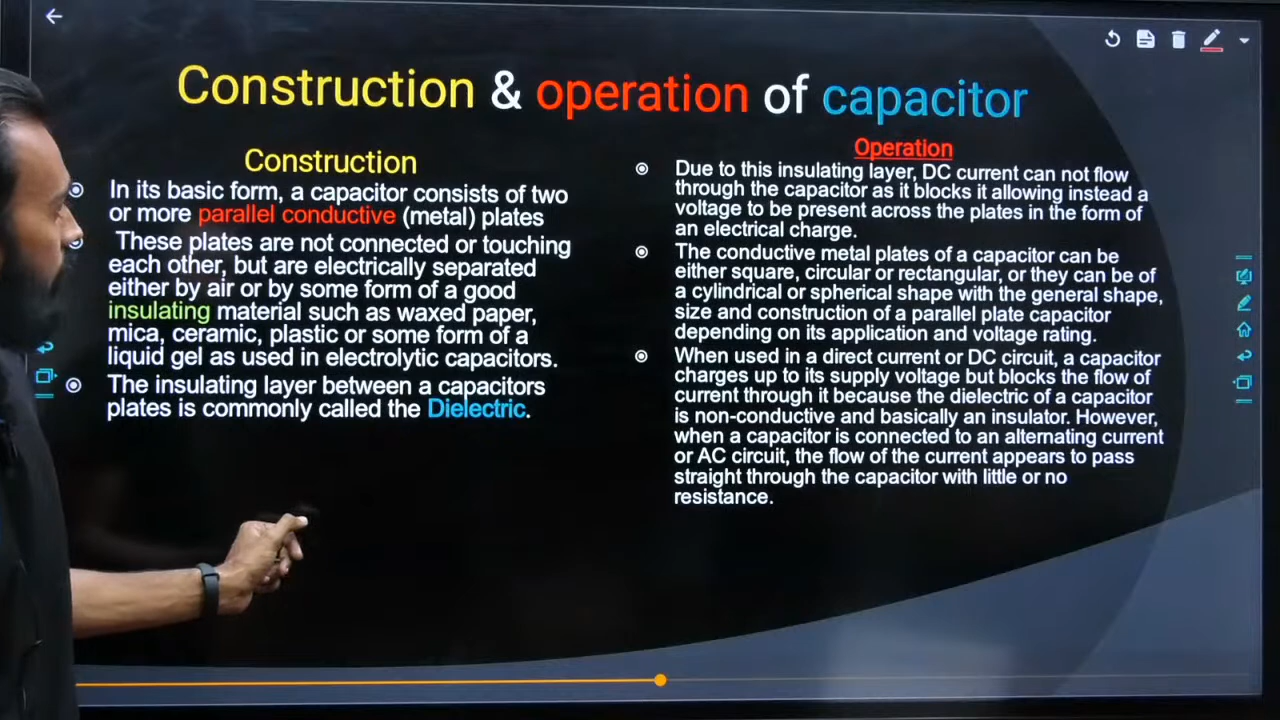 Construction & operation of capacitor
Construction
In its basic form, a capacitor consists of two
or more parallel conductive (metal) plates
These plates are not connected or touching
each other, but are electrically separated
either by air or by some form of a good
insulating material such as waxed paper,
mica, ceramic, plastic or some form of a
liquid gel as used in electrolytic capacitors.
The insulating layer between a capacitors
plates is commonly called the Dielectric.
Operation
Due to this insulating layer, DC current can not flow
through the capacitor as it blocks it allowing instead a
voltage to be present across the plates in the form of
an electrical charge.
The conductive metal plates of a capacitor can be
either square, circular or rectangular, or they can be of
a cylindrical or spherical shape with the general shape,
size and construction of a parallel plate capacitor
depending on its application and voltage rating.
When used in a direct current or DC circuit, a capacitor
charges up to its supply voltage but blocks the flow of
current through it because the dielectric of a capacitor
is non-conductive and basically an insulator. However,
when a capacitor is connected to an alternating current
or AC circuit, the flow of the current appears to pass
straight through the capacitor with little or no
resistance.